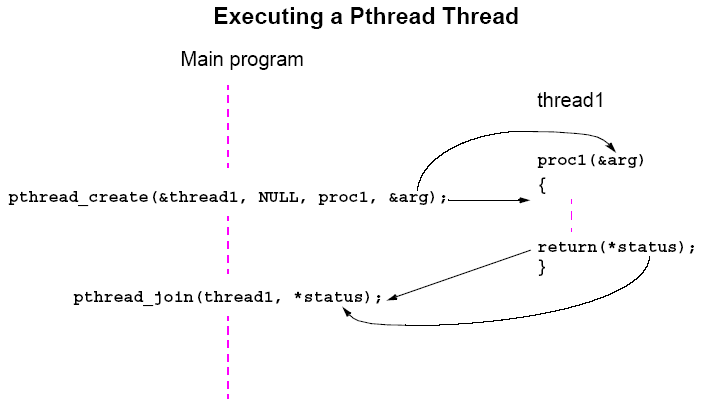 Executing a Pthread Thread
Main program
thread1
proc1(&arg)
pthread_create(&thread1, NULL, proc1, &arg);
{
return(*status);
}
pthread_join(thread1, *status);